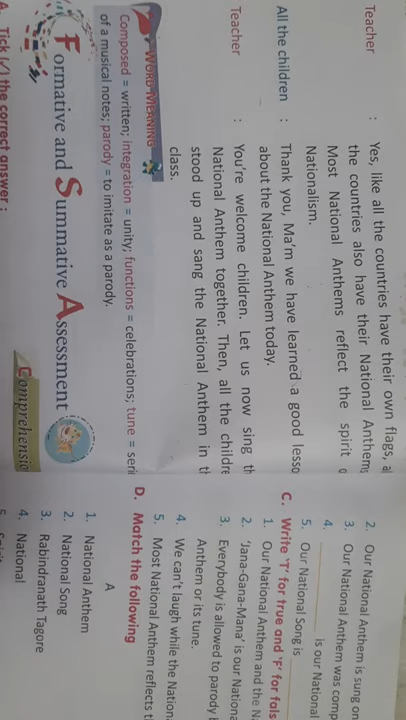 Teacher : Yes, like all the countries have their own flags,
the countries also have their National Anthems
Most National Anthems reflect the spirit
Nationalism.
All the children : Thank you, Ma'm we have learned a good
about the National Anthem today.
Teacher : You're welcome children. Let us now sing
National Anthem together. Then, all the
stood up and sang the National Anthem in
class.
WORD MEANING
Composed = written; integration = unity; functions = celebrations; tune =
of a musical notes; parody = to imitate as a parody.
Formative and Summative Assessment
Comprehensio
A. Tick (✓) the correct answer :
2. Our National Anthem is sung on
3. Our National Anthem was comp
4. is our National
5. Our National Song is
C. Write 'T' for true and 'F' for fals
1. Our National Anthem and the
2. 'Jana-Gana-Mana' is our Nationa
3. Everybody is allowed to parody
Anthem or its tune.
4. We can't laugh while the Nation
5. Most National Anthem reflects
D. Match the following
A
1. National Anthem
2. National Song
3. Rabindranath Tagore
4. National
5.